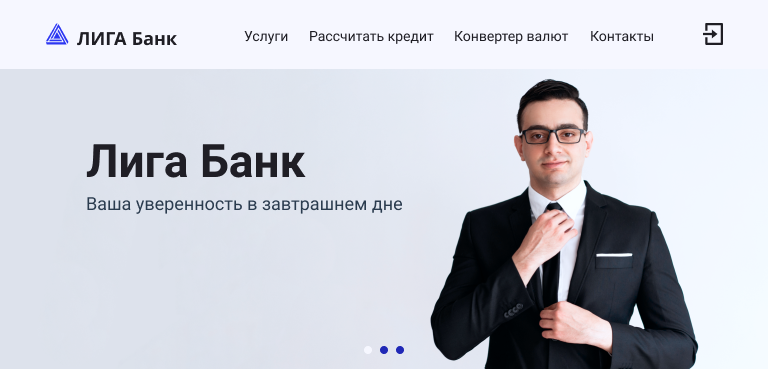 ЛИГА Банк
Услуги Рассчитать кредит Конвертер валют Контакты
Лига Банк
Ваша уверенность в завтрашнем дне